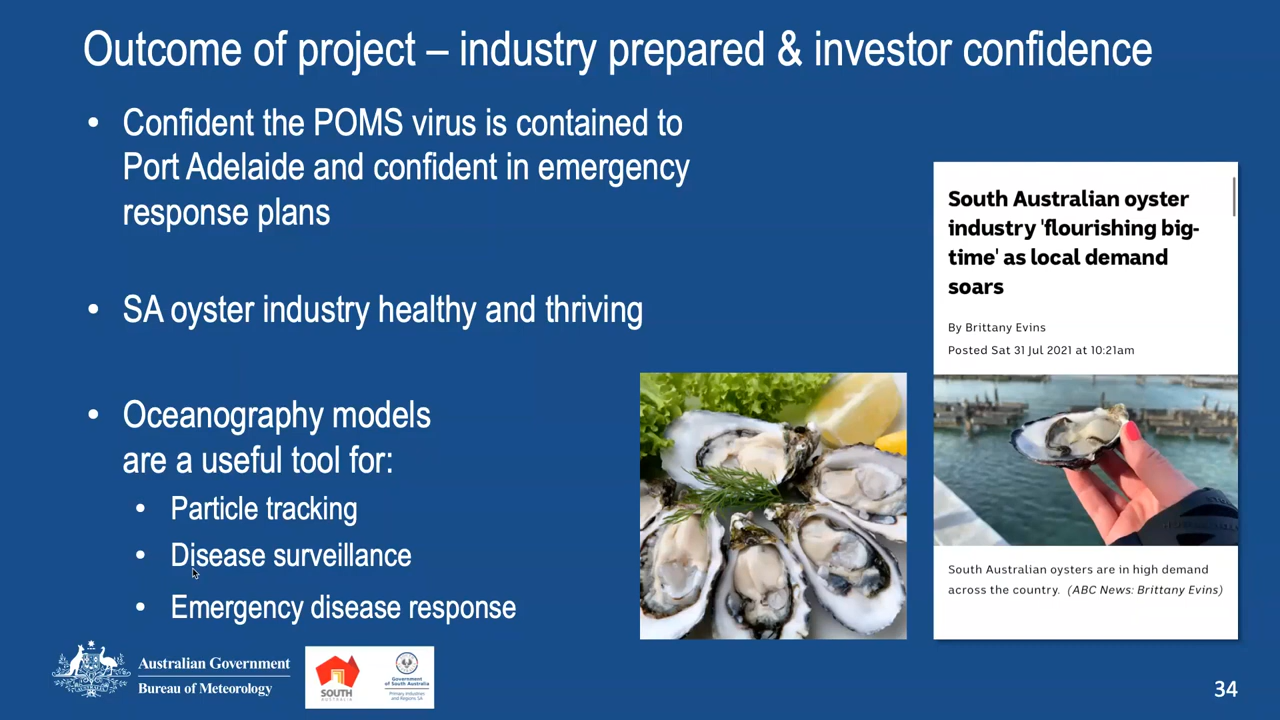 Outcome of project – industry prepared & investor confidence
• Confident the POMS virus is contained to
Port Adelaide and confident in emergency
response plans
• SA oyster industry healthy and thriving
• Oceanography models
are a useful tool for:
• Particle tracking
• Disease surveillance
• Emergency disease response
South Australian oyster
industry 'flourishing big-
time' as local demand
soars
By Brittany Evins
Posted Sat 31 Jul 2021 at 10:21am
South Australian oysters are in high demand
across the country. (ABC News: Brittany Evins)
Australian Government
Bureau of Meteorology
SOUTH
AUSTRALIA
Government
of South Australia
Primary Industries
and Regions SA
34